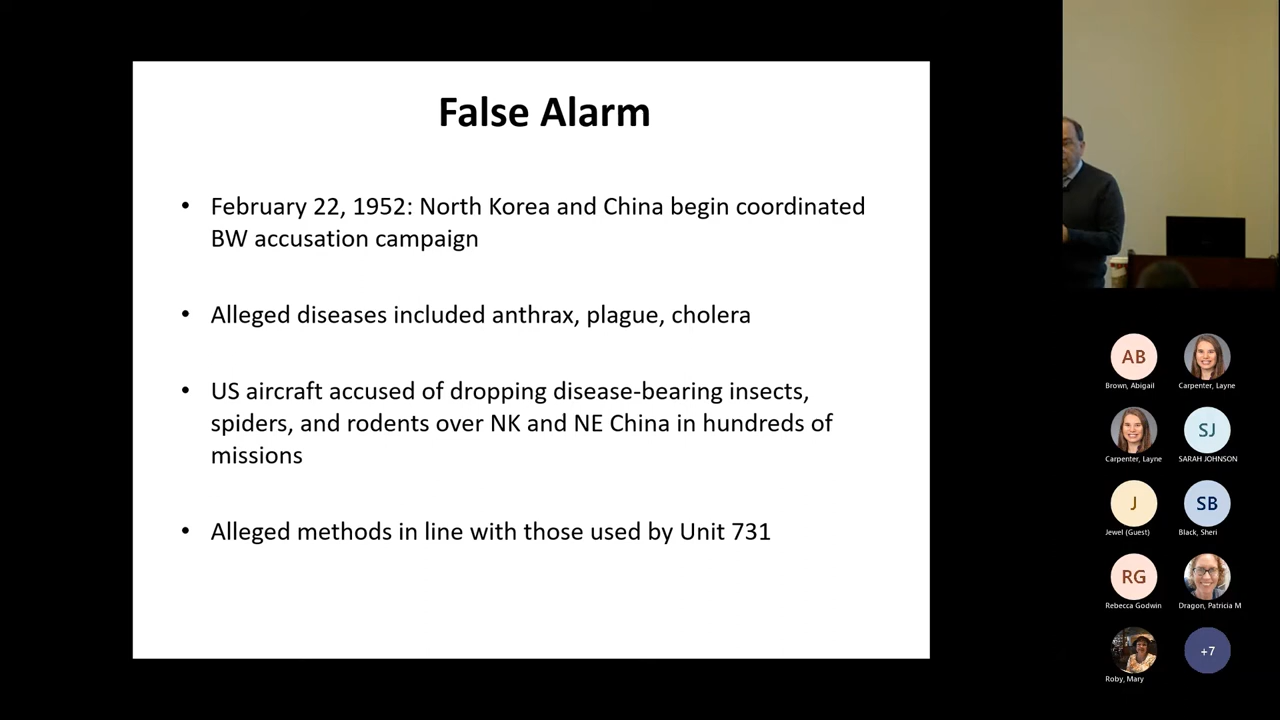 False Alarm
• February 22, 1952: North Korea and China begin coordinated
BW accusation campaign
• Alleged diseases included anthrax, plague, cholera
• US aircraft accused of dropping disease-bearing insects,
spiders, and rodents over NK and NE China in hundreds of
missions
• Alleged methods in line with those used by Unit 731
AB
Brown, Abigail
Carpenter, Layne
Carpenter, Layne
SJ
SARAH JOHNSON
J
Jewel (Guest)
SB
Black, Sheri
RG
Rebecca Godwin
Dragon, Patricia M
Roby, Mary
+7